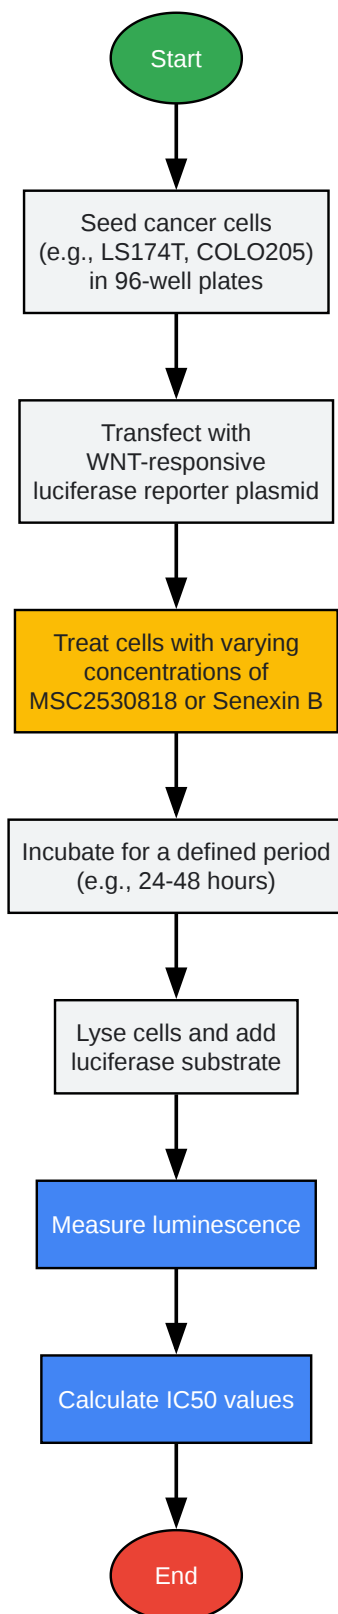 Start
Seed cancer cells
(e.g., LS174T, COLO205)
in 96-well plates
Transfect with
WNT-responsive
luciferase reporter plasmid
Treat cells with varying
concentrations of
MSC2530818 or Senexin B
Incubate for a defined period
(e.g., 24-48 hours)
Lyse cells and add
luciferase substrate
Measure luminescence
Calculate IC50 values
End